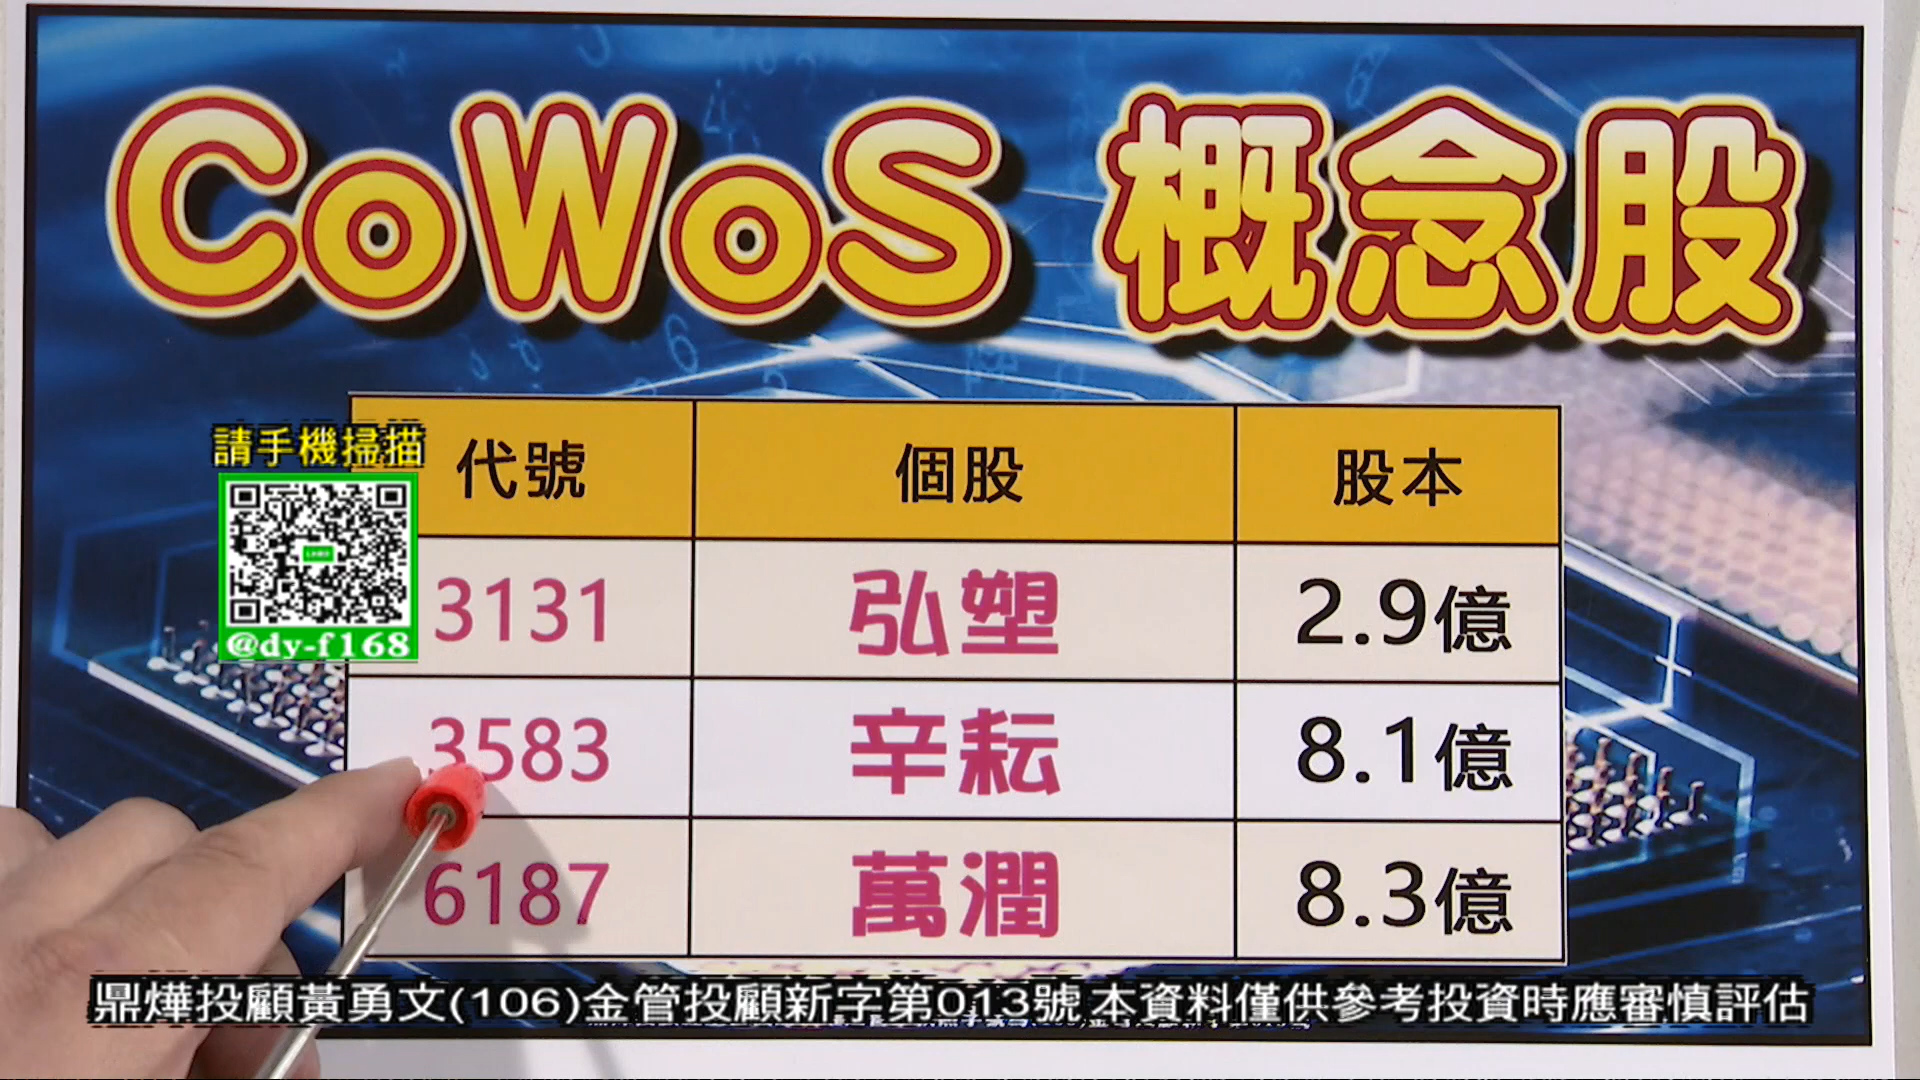 CoWoS 概念股
請手機掃描
@dy-f168
代號 個股 股本
3131 弘塑 2.9億
3583 辛耘 8.1億
6187 萬潤 8.3億
鼎燁投顧黃勇文(106)金管投顧新字第013號 本資料僅供參考投資時應審慎評估